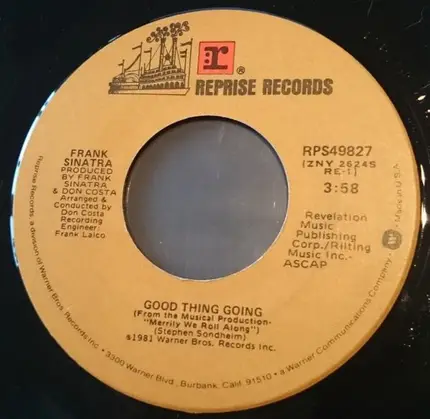 r ®
REPRISE RECORDS
FRANK
SINATRA
PRODUCED
BY FRANK
SINATRA
& DON COSTA
Arranged &
Conducted by
Don Costa
Recording
Engineer:
Frank Laico
RPS49827
(ZNY 2624S
RE-1)
3:58
Revelation
Music
Publishing
Corp./Rilting
Music Inc.-
ASCAP
GOOD THING GOING
(From the Musical Production-
"Merrily We Roll Along")
(Stephen Sondheim)
©1981 Warner Bros. Records Inc.
Reprise Records, a division of Warner Bros. Records Inc. • 3300 Warner Blvd., Burbank, Calif. 91510 • a Warner Communications Company • Made in U.S.A.